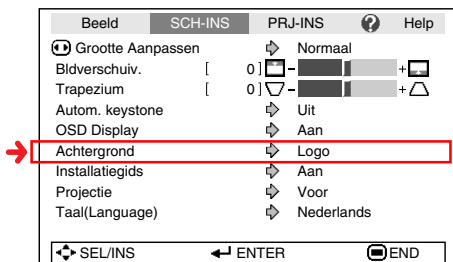 Beeld SCH-INS PRJ-INS ? Help
Grootte Aanpassen Normaal
Bldverschuiv. [ 0] - +
Trapezium [ 0] - +
Autom. keystone Uit
OSD Display Aan
Achtergrond Logo
Installatiegids Aan
Projectie Voor
Taal(Language) Nederlands
SEL/INS ENTER END